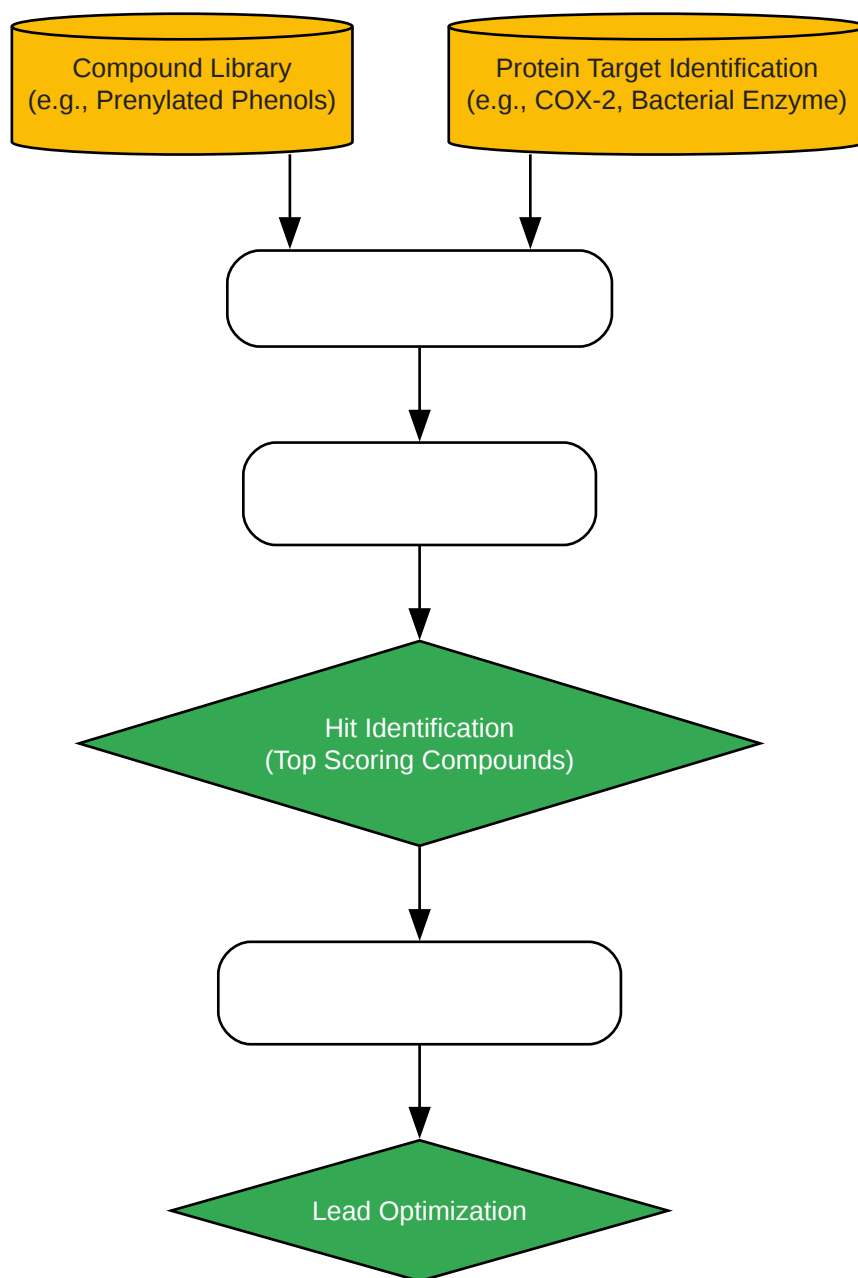 Compound Library
(e.g., Prenylated Phenols)
Protein Target Identification
(e.g., COX-2, Bacterial Enzyme)
Hit Identification
(Top Scoring Compounds)
Lead Optimization